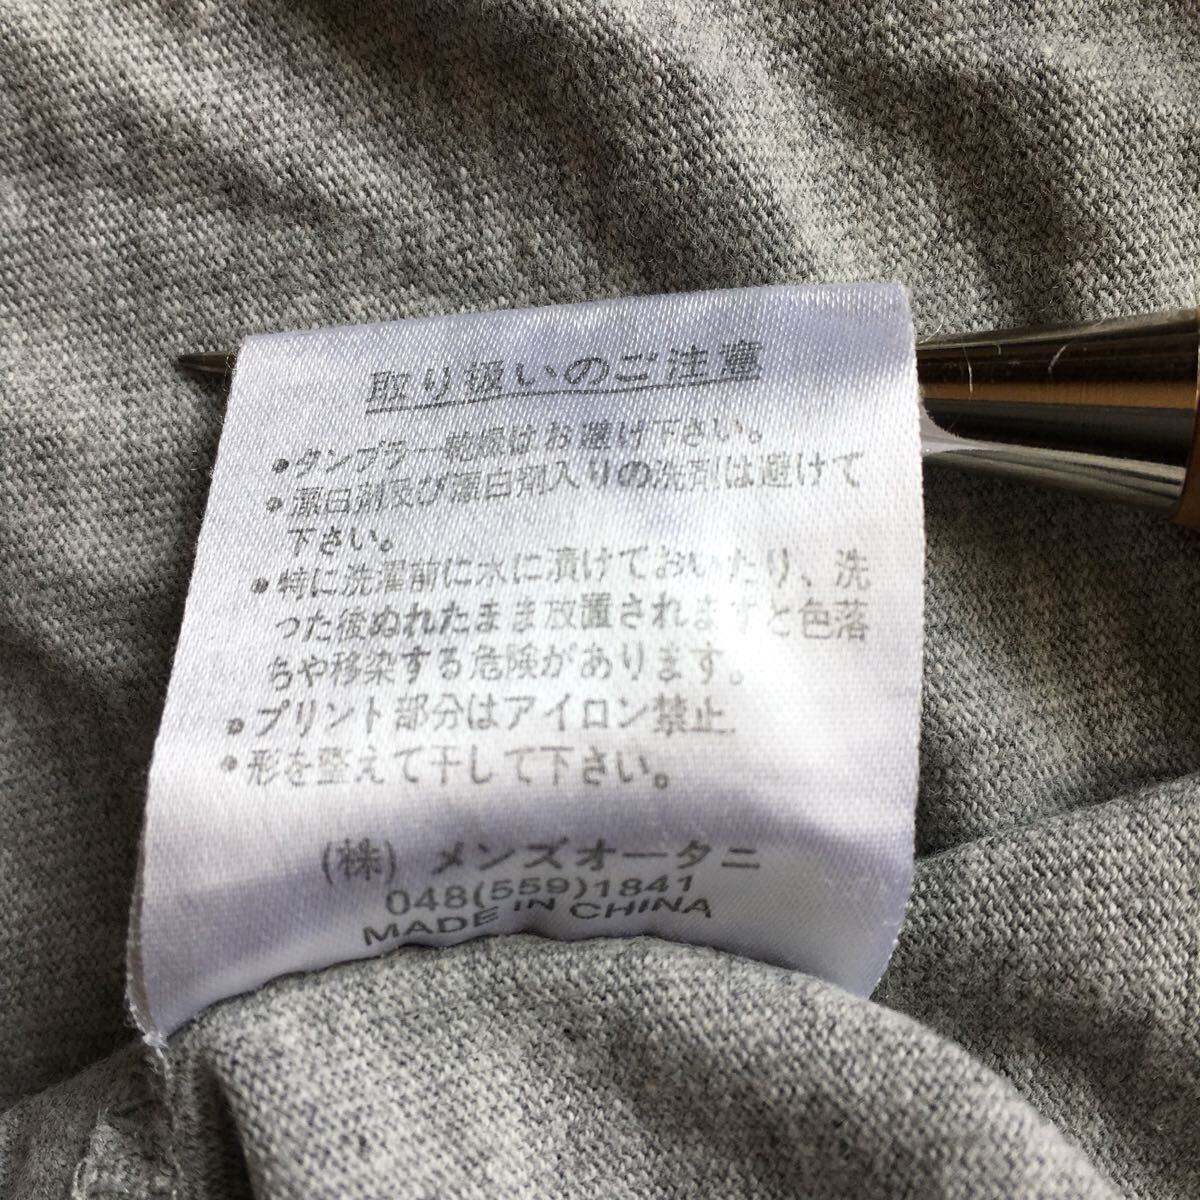 取り扱いのご注意
•タンブラー乾燥はお避け下さい。
•漂白剤及び漂白剤入りの洗剤は避けて
下さい。
•特に洗濯前に水に漬けておいたり、洗
った後ぬれたまま放置されますと色落
ちや移染する危険があります。
•プリント部分はアイロン禁止.
•形を整えて干して下さい。
(株) メンズオータニ
048(559)1841
MADE IN CHINA